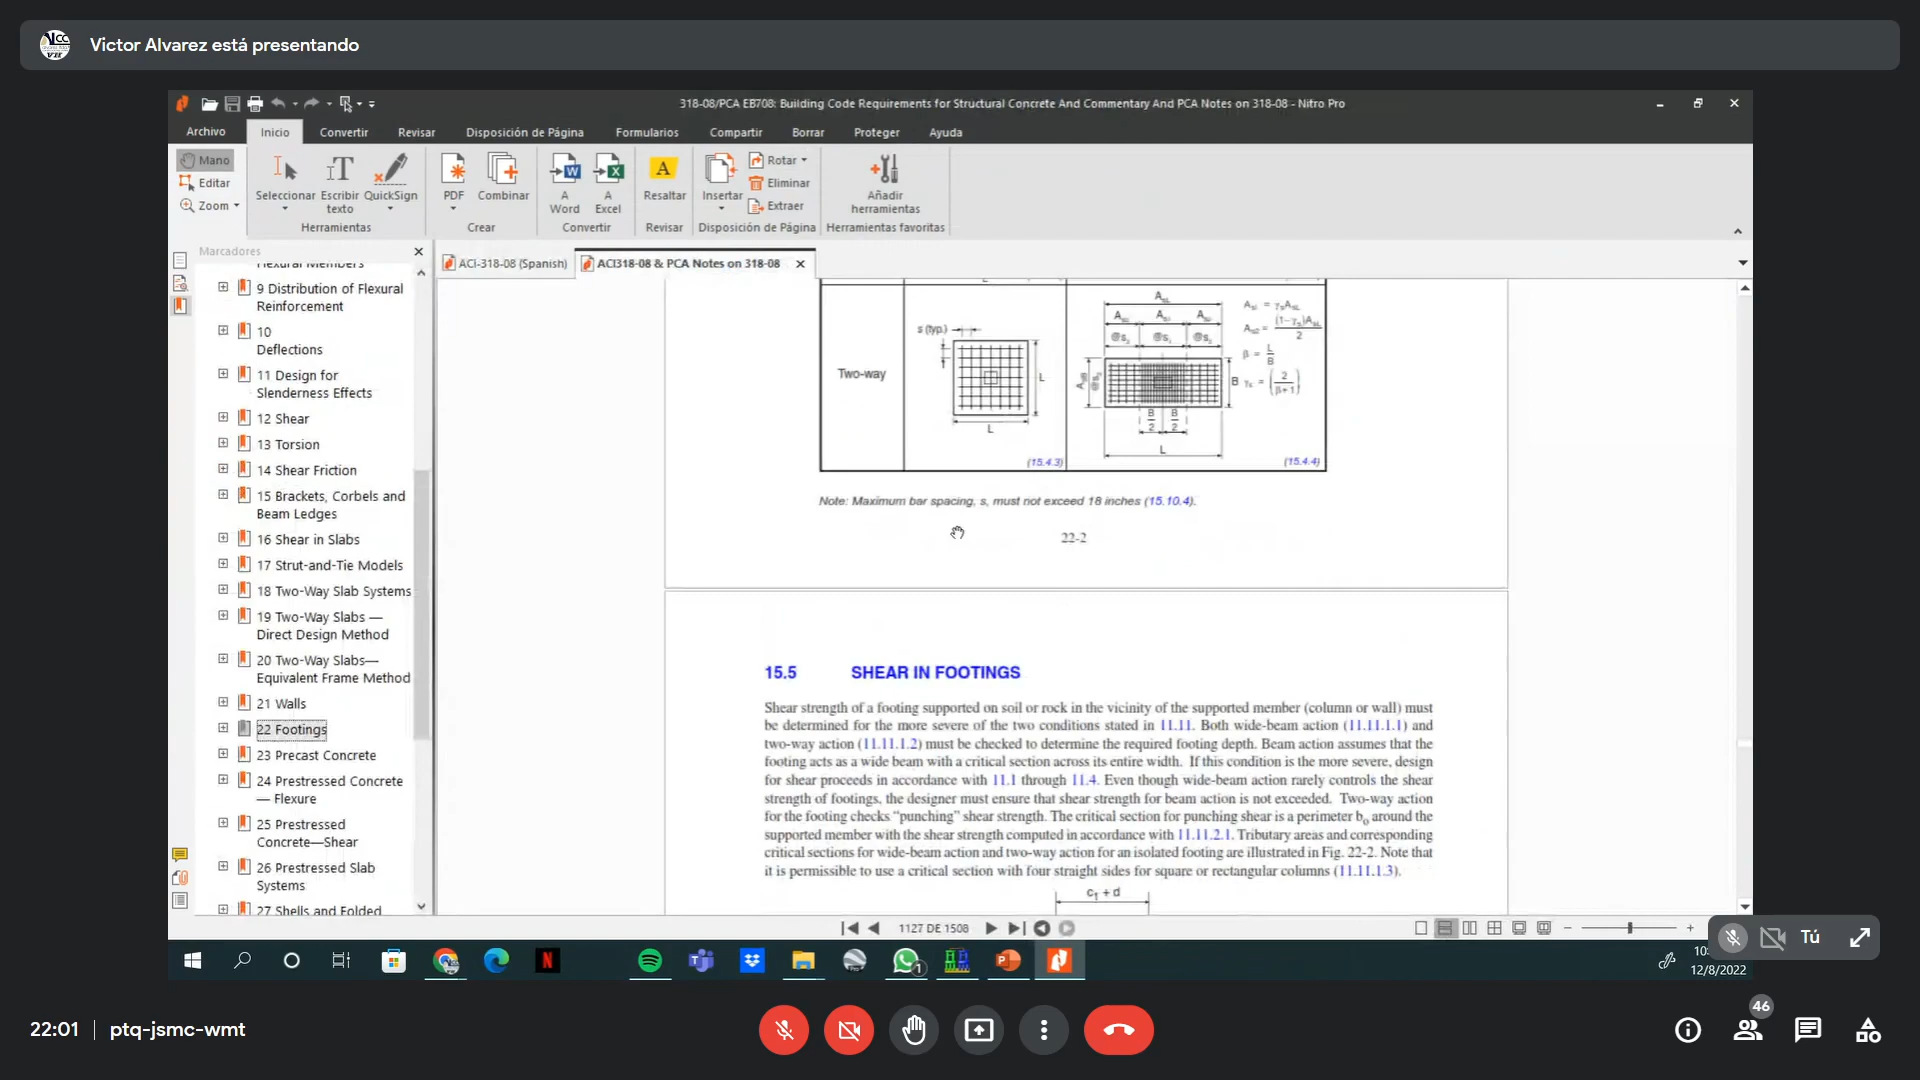 Victor Alvarez está presentando
318-08/PCA EB708: Building Code Requirements for Structural Concrete And Commentary And PCA Notes on 318-08 - Nitro Pro
Archivo Inicio Convertir Revisar Disposición de Página Formularios Compartir Borrar Proteger Ayuda
Mano
Editar
Zoom
Seleccionar
Escribir texto
QuickSign
Herramientas
PDF
Combinar
Crear
A Word
A Excel
Convertir
Resaltar
Revisar
Insertar
Rotar
Eliminar
Extraer
Disposición de Página
Añadir herramientas
Herramientas favoritas
Marcadores
ACI-318-08 (Spanish)
ACI318-08 & PCA Notes on 318-08
Flexural Members
9 Distribution of Flexural
Reinforcement
10
Deflections
11 Design for
Slenderness Effects
12 Shear
13 Torsion
14 Shear Friction
15 Brackets, Corbels and
Beam Ledges
16 Shear in Slabs
17 Strut-and-Tie Models
18 Two-Way Slab Systems
19 Two-Way Slabs —
Direct Design Method
20 Two-Way Slabs—
Equivalent Frame Method
21 Walls
22 Footings
23 Precast Concrete
24 Prestressed Concrete
— Flexure
25 Prestressed
Concrete—Shear
26 Prestressed Slab
Systems
27 Shells and Folded
Two-way
s (typ.)
L
L
(15.4.3)
B
L
(15.4.4)
Note: Maximum bar spacing, s, must not exceed 18 inches (15.10.4).
22-2
15.5 SHEAR IN FOOTINGS
Shear strength of a footing supported on soil or rock in the vicinity of the supported member (column or wall) must
be determined for the more severe of the two conditions stated in 11.11. Both wide-beam action (11.11.1.1) and
two-way action (11.11.1.2) must be checked to determine the required footing depth. Beam action assumes that the
footing acts as a wide beam with a critical section across its entire width. If this condition is the more severe, design
for shear proceeds in accordance with 11.1 through 11.4. Even though wide-beam action rarely controls the shear
strength of footings, the designer must ensure that shear strength for beam action is not exceeded. Two-way action
for the footing checks “punching” shear strength. The critical section for punching shear is a perimeter bo around the
supported member with the shear strength computed in accordance with 11.11.2.1. Tributary areas and corresponding
critical sections for wide-beam action and two-way action for an isolated footing are illustrated in Fig. 22-2. Note that
it is permissible to use a critical section with four straight sides for square or rectangular columns (11.11.1.3).
c1 + d
1127 DE 1508
Tú
10:
12/8/2022
22:01 | ptq-jsmc-wmt
46